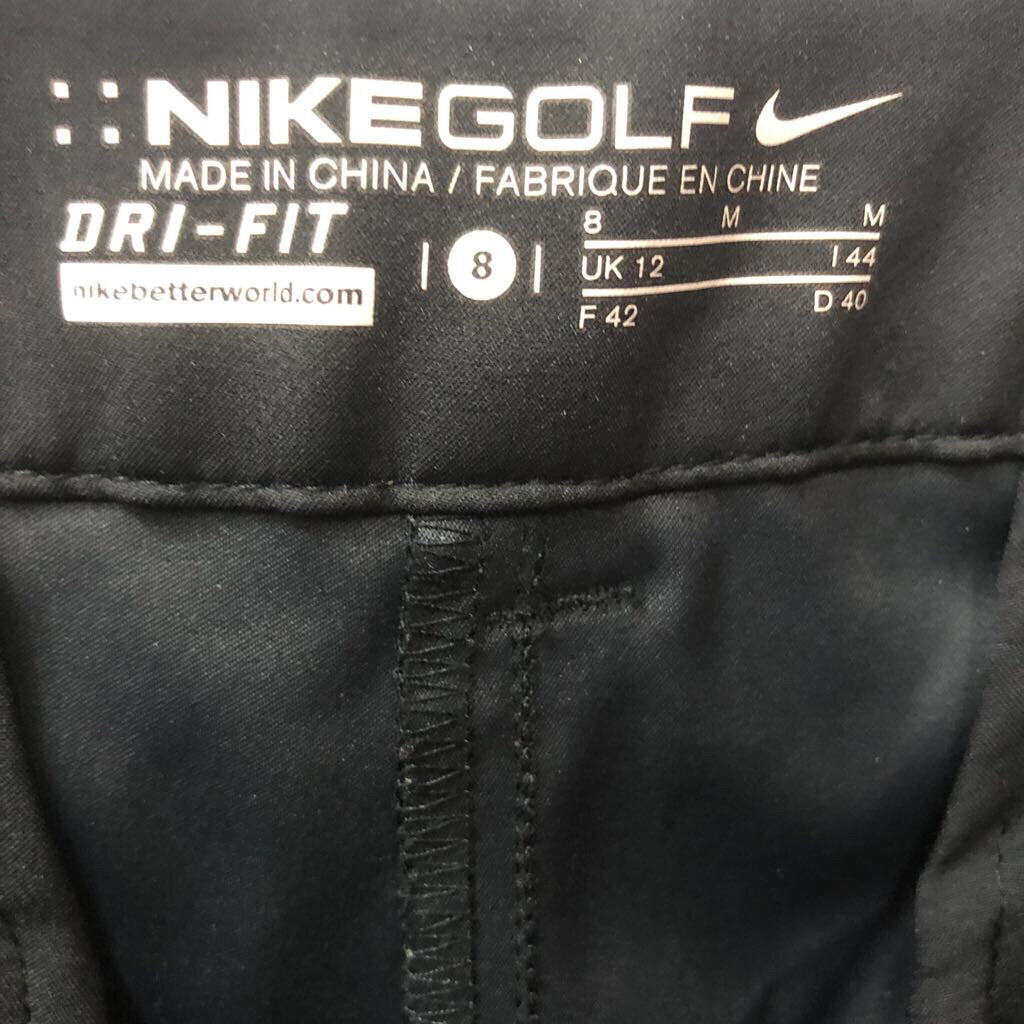 NIKEGOLF
MADE IN CHINA / FABRIQUE EN CHINE
DRI-FIT
nikebetterworld.com
| 8 |
8 M M
UK 12 I 44
F 42 D 40